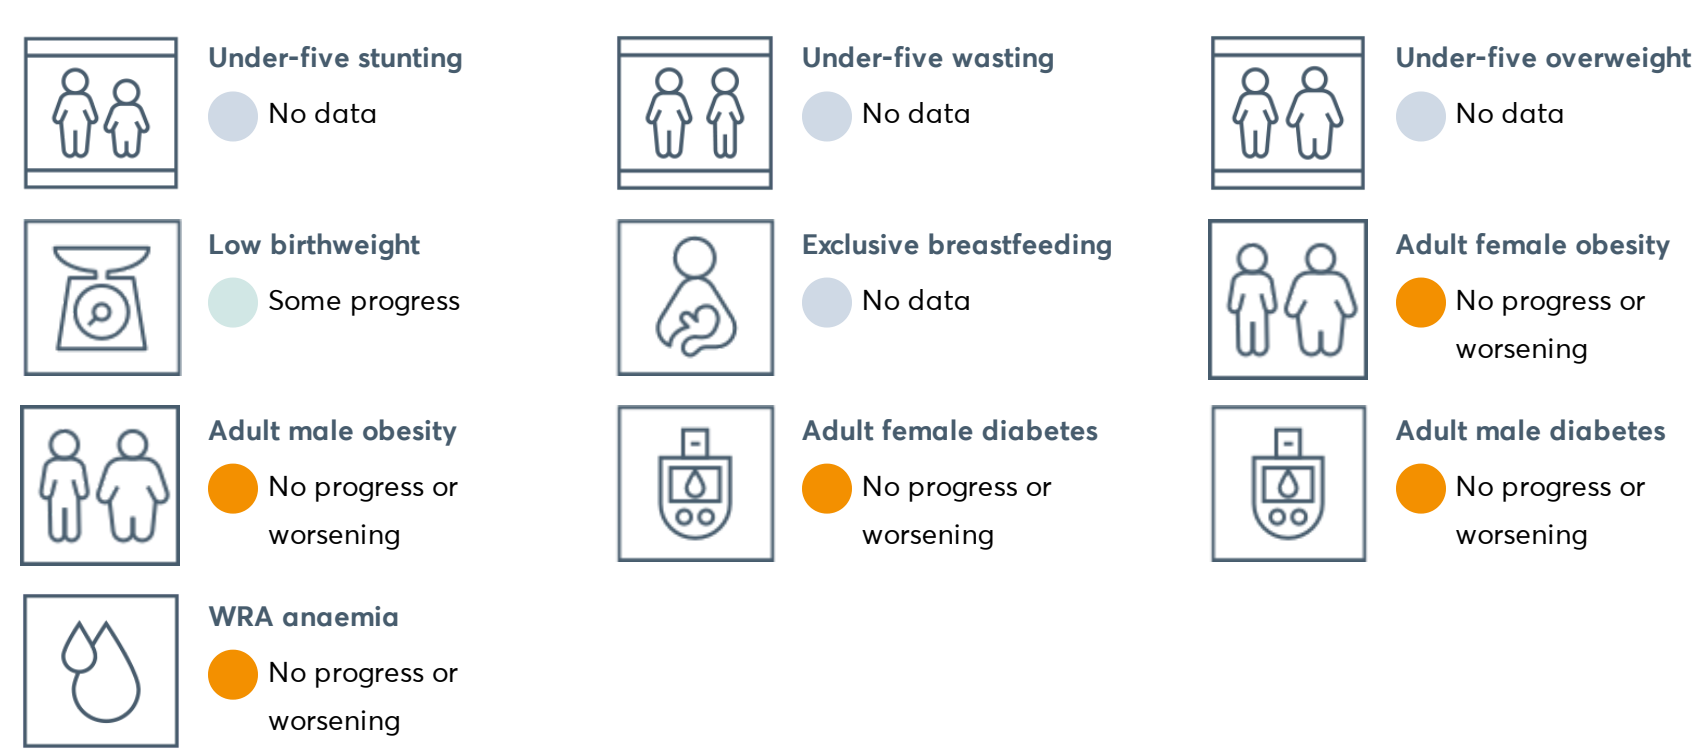 Under-five stunting
No data
Under-five wasting
No data
Under-five overweight
No data
Low birthweight
Some progress
Exclusive breastfeeding
No data
Adult female obesity
No progress or
worsening
Adult male obesity
No progress or
worsening
Adult female diabetes
No progress or
worsening
Adult male diabetes
No progress or
worsening
WRA anaemia
No progress or
worsening